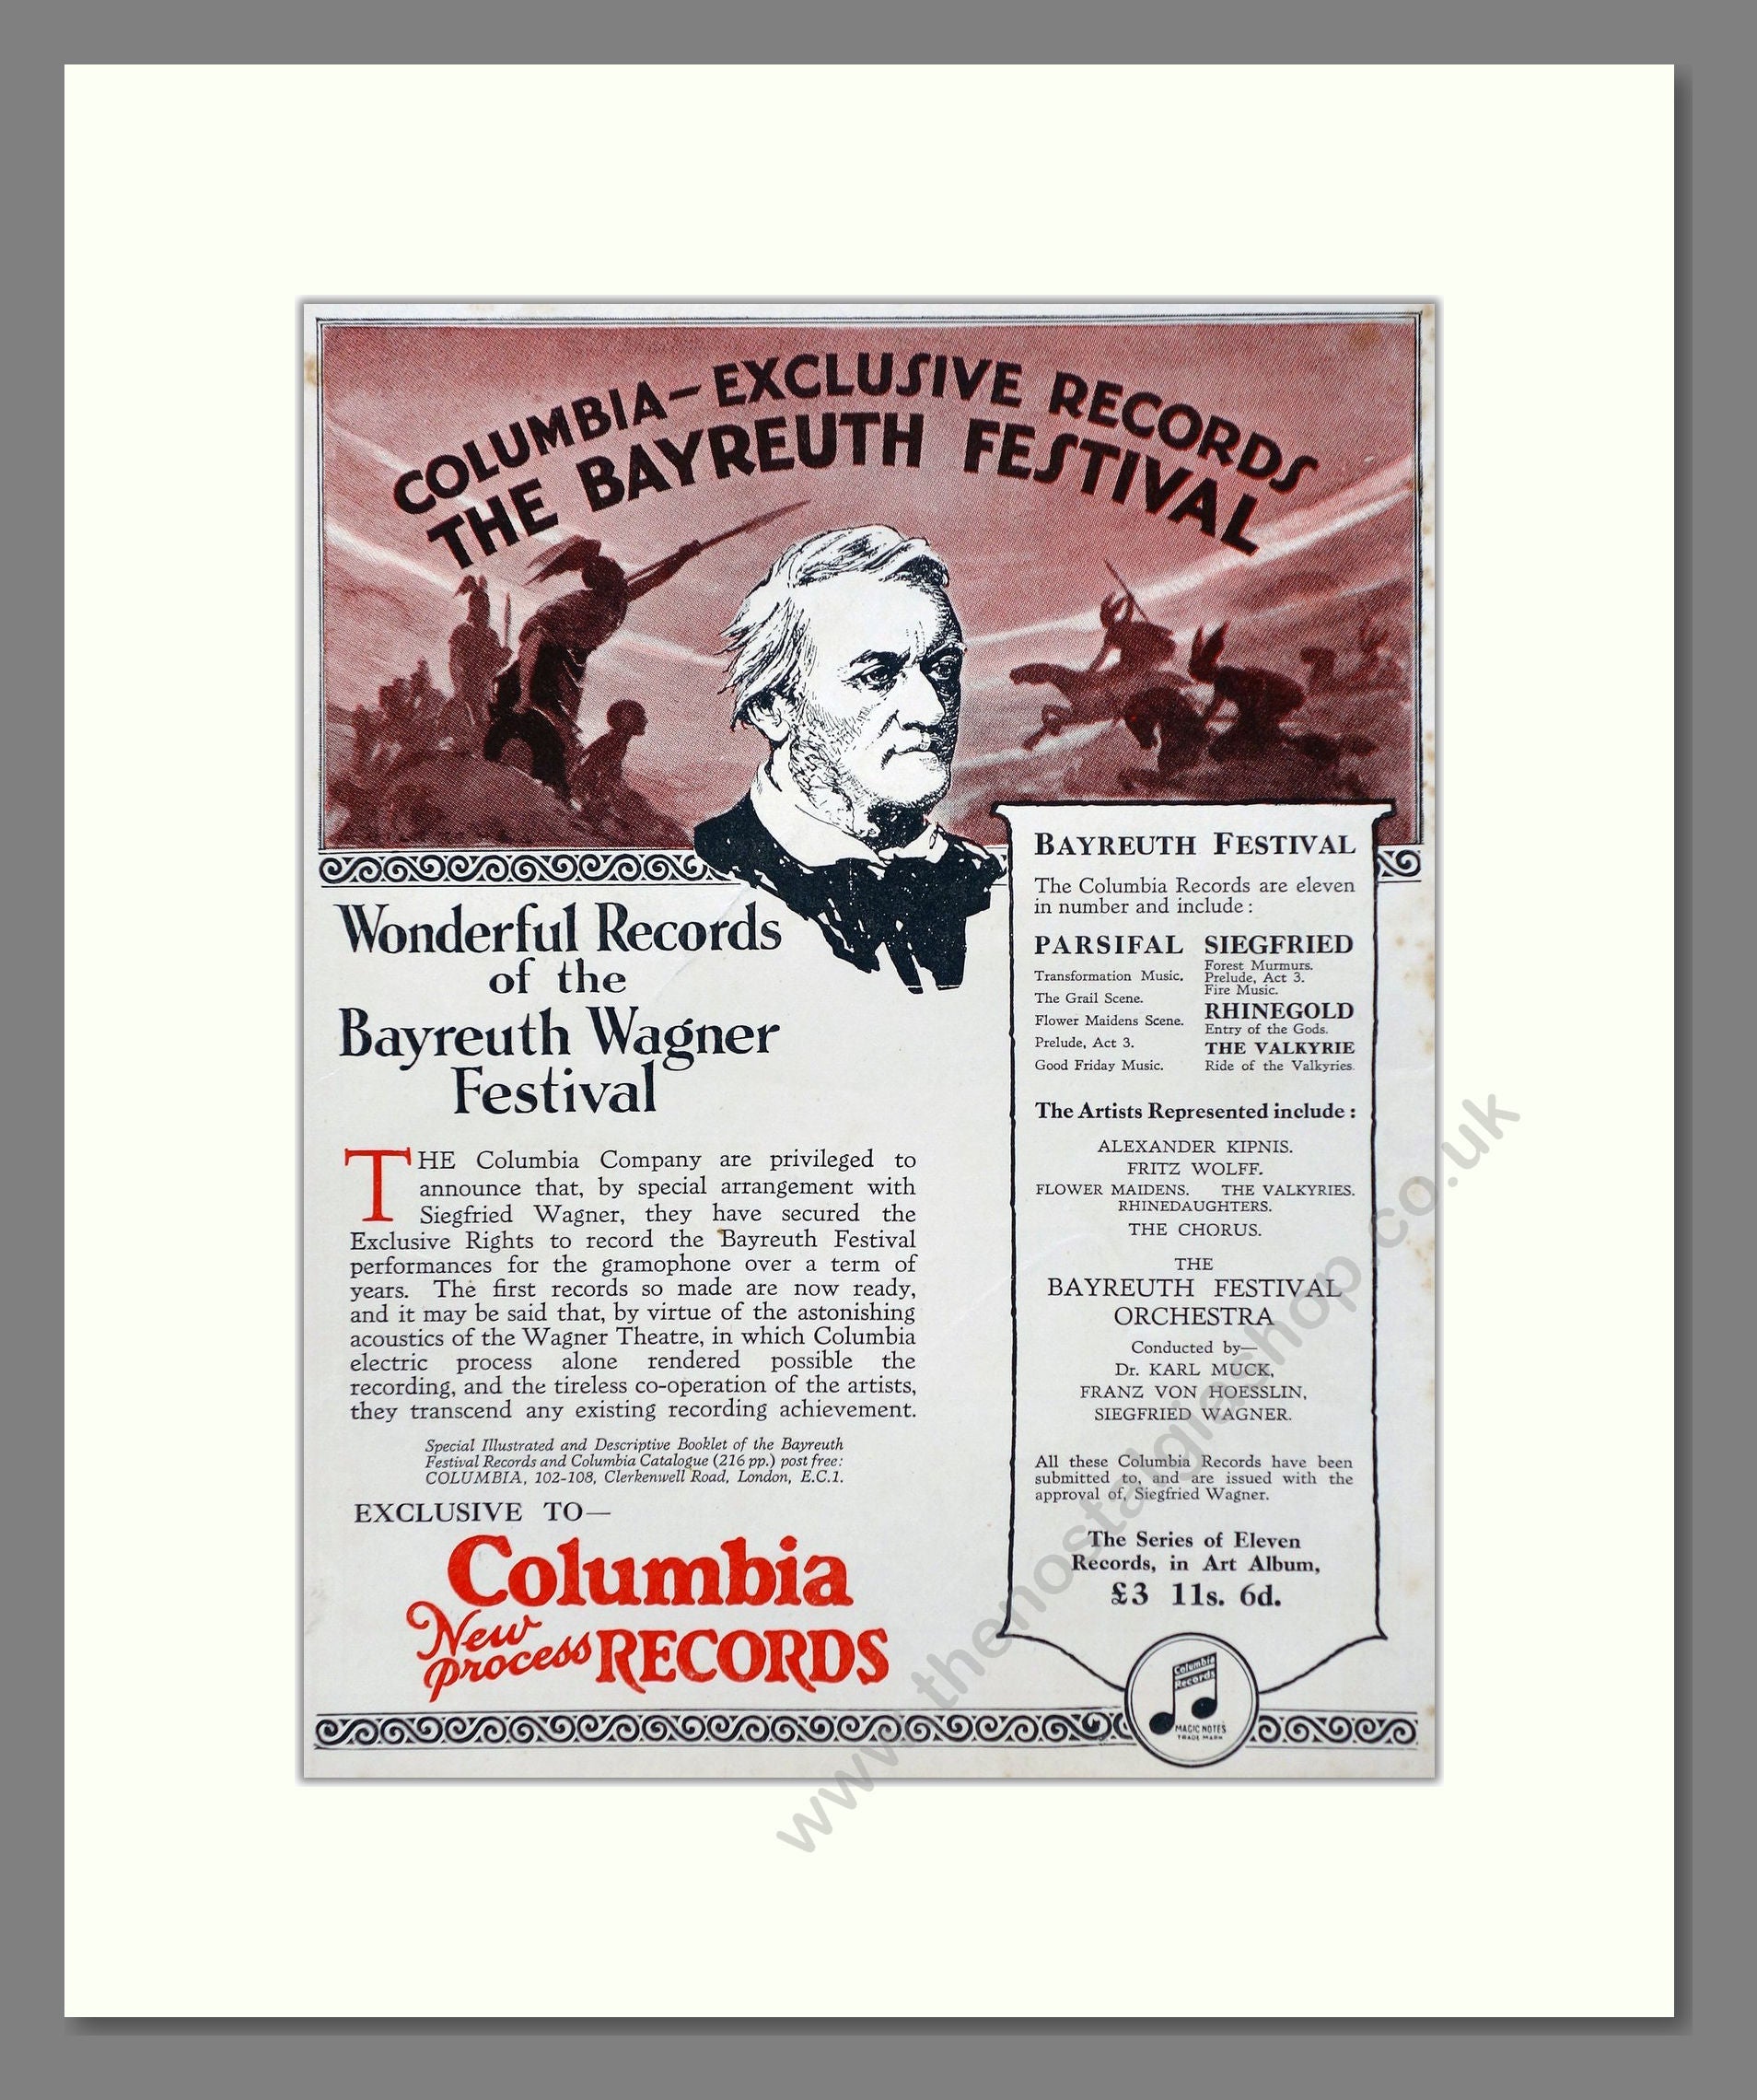 COLUMBIA—EXCLUSIVE RECORDS
THE BAYREUTH FESTIVAL
Wonderful Records
of the
Bayreuth Wagner
Festival
THE Columbia Company are privileged to
announce that, by special arrangement with
Siegfried Wagner, they have secured the
Exclusive Rights to record the Bayreuth Festival
performances for the gramophone over a term of
years. The first records so made are now ready,
and it may be said that, by virtue of the astonishing
acoustics of the Wagner Theatre, in which Columbia
electric process alone rendered possible the
recording, and the tireless co-operation of the artists,
they transcend any existing recording achievement.
Special Illustrated and Descriptive Booklet of the Bayreuth
Festival Records and Columbia Catalogue (216 pp.) post free:
COLUMBIA, 102-108, Clerkenwell Road, London, E.C.1.
EXCLUSIVE TO—
Columbia
New process RECORDS
BAYREUTH FESTIVAL
The Columbia Records are eleven
in number and include:
PARSIFAL
Transformation Music.
The Grail Scene.
Flower Maidens Scene.
Prelude, Act 3.
Good Friday Music.
SIEGFRIED
Forest Murmurs.
Prelude, Act 3.
Fire Music.
RHINEGOLD
Entry of the Gods.
THE VALKYRIE
Ride of the Valkyries.
The Artists Represented include:
ALEXANDER KIPNIS.
FRITZ WOLFF.
FLOWER MAIDENS. THE VALKYRIES.
RHINEDAUGHTERS.
THE CHORUS.
THE
BAYREUTH FESTIVAL
ORCHESTRA
Conducted by—
Dr. KARL MUCK,
FRANZ VON HOESSLIN,
SIEGFRIED WAGNER.
All these Columbia Records have been
submitted to, and are issued with the
approval of, Siegfried Wagner.
The Series of Eleven
Records, in Art Album,
£3 11s. 6d.
Columbia
Records
MAGIC NOTES
TRADE MARK
www.thenostalgiashop.co.uk